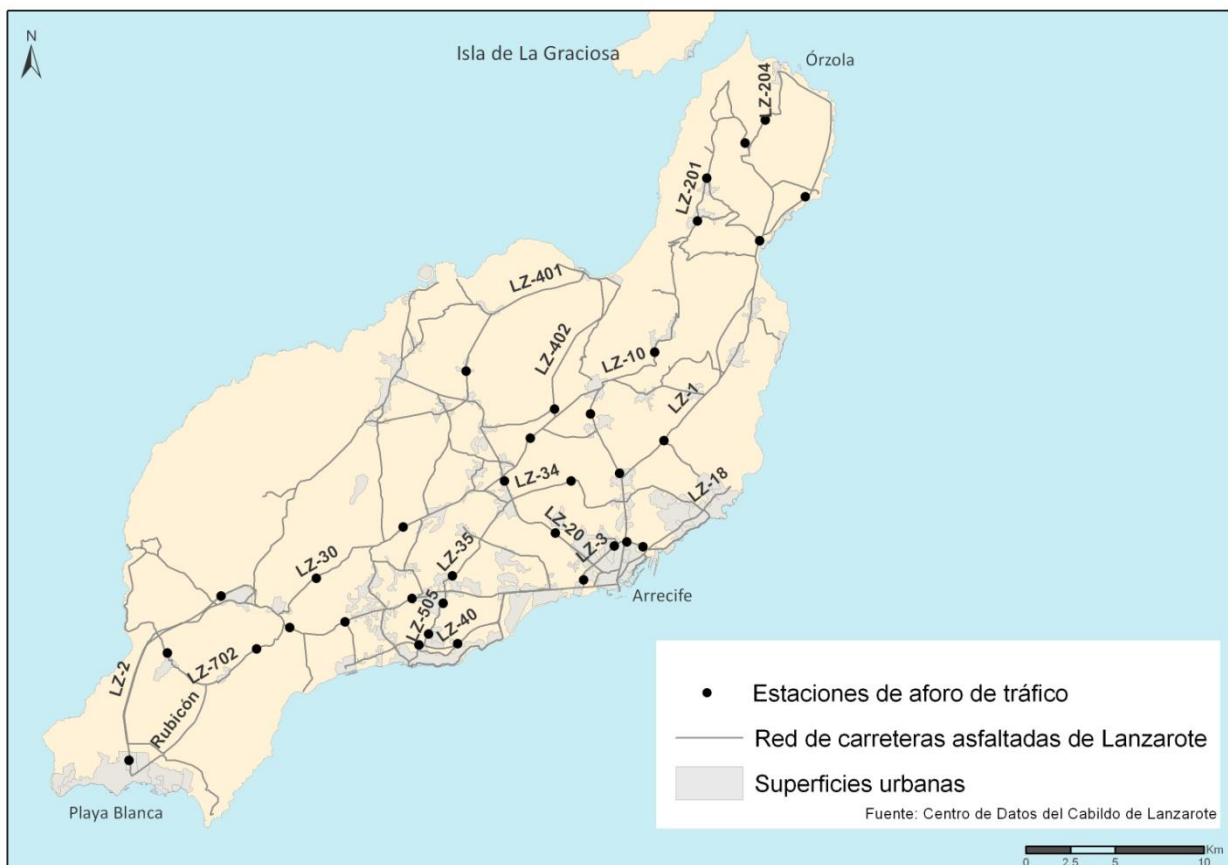 N
Isla de La Graciosa
Órzola
LZ-204
LZ-201
LZ-401
LZ-402
LZ-10
LZ-1
LZ-34
LZ-18
LZ-20
LZ-3
LZ-35
LZ-30
Arrecife
LZ-505
LZ-40
LZ-702
LZ-2
Rubicón
Playa Blanca
Estaciones de aforo de tráfico
Red de carreteras asfaltadas de Lanzarote
Superficies urbanas
Fuente: Centro de Datos del Cabildo de Lanzarote
Km
0 2.5 5 10